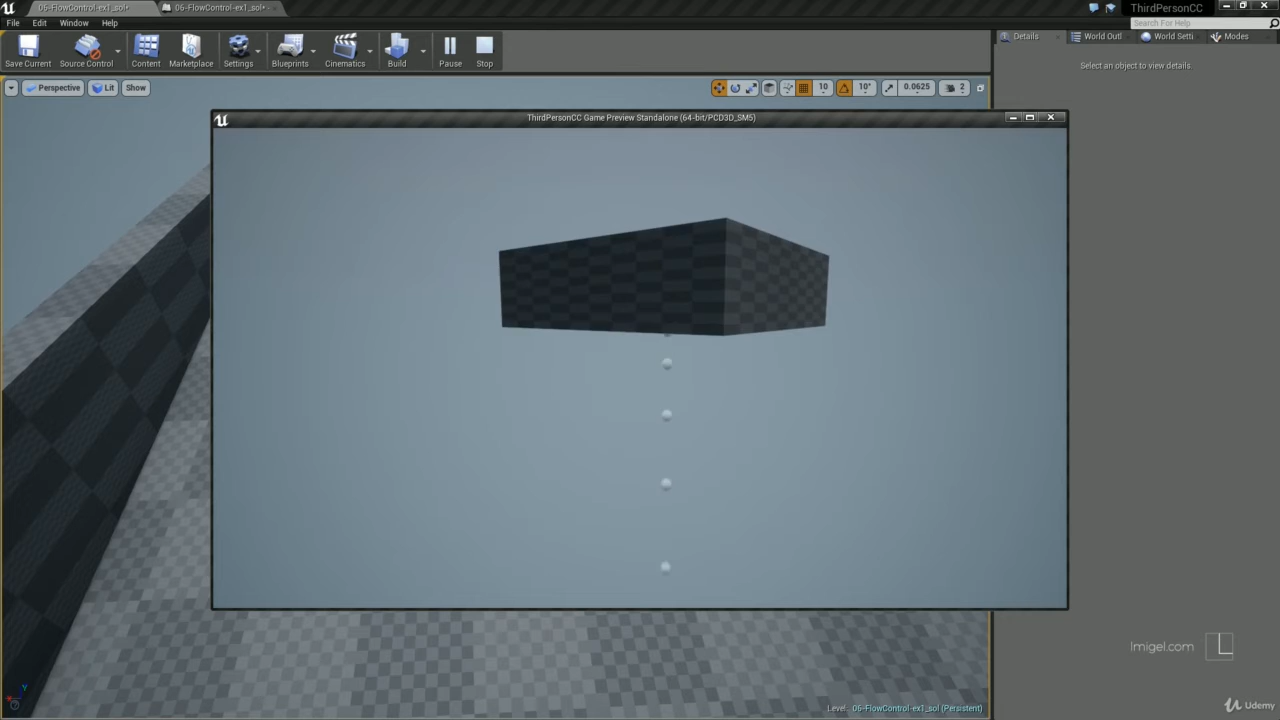 06-FlowControl-ex1_sol•
06-FlowControl-ex1_sol•
ThirdPersonCC
File Edit Window Help
Search For Help
Save Current Source Control Content Marketplace Settings Blueprints Cinematics Build Pause Stop
Details World Outl World Setti Modes
Select an object to view details.
Perspective Lit Show 10 10° 0.0625 2
ThirdPersonCC Game Preview Standalone (64-bit/PCD3D_SM5)
Imigel.com
Level: 06-FlowControl-ex1_sol (Persistent)
Udemy